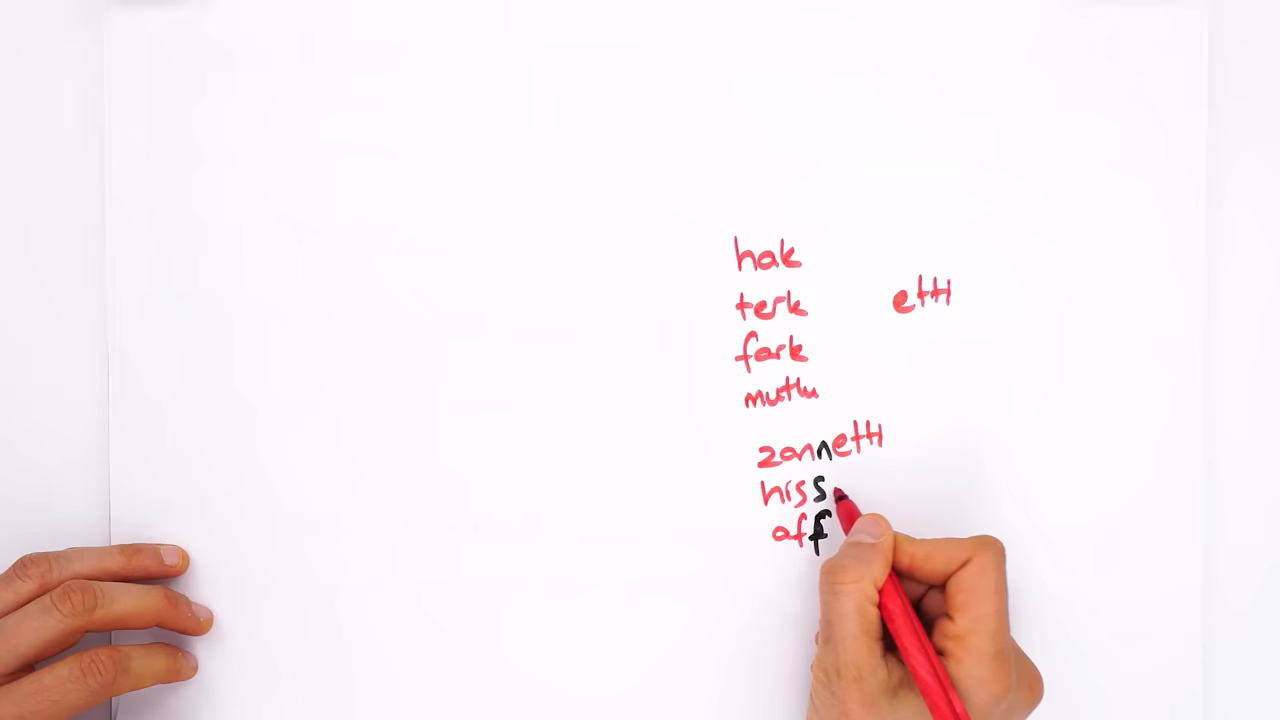 hak
terk etti
fark
mutlu
zannetti
hiss
aff